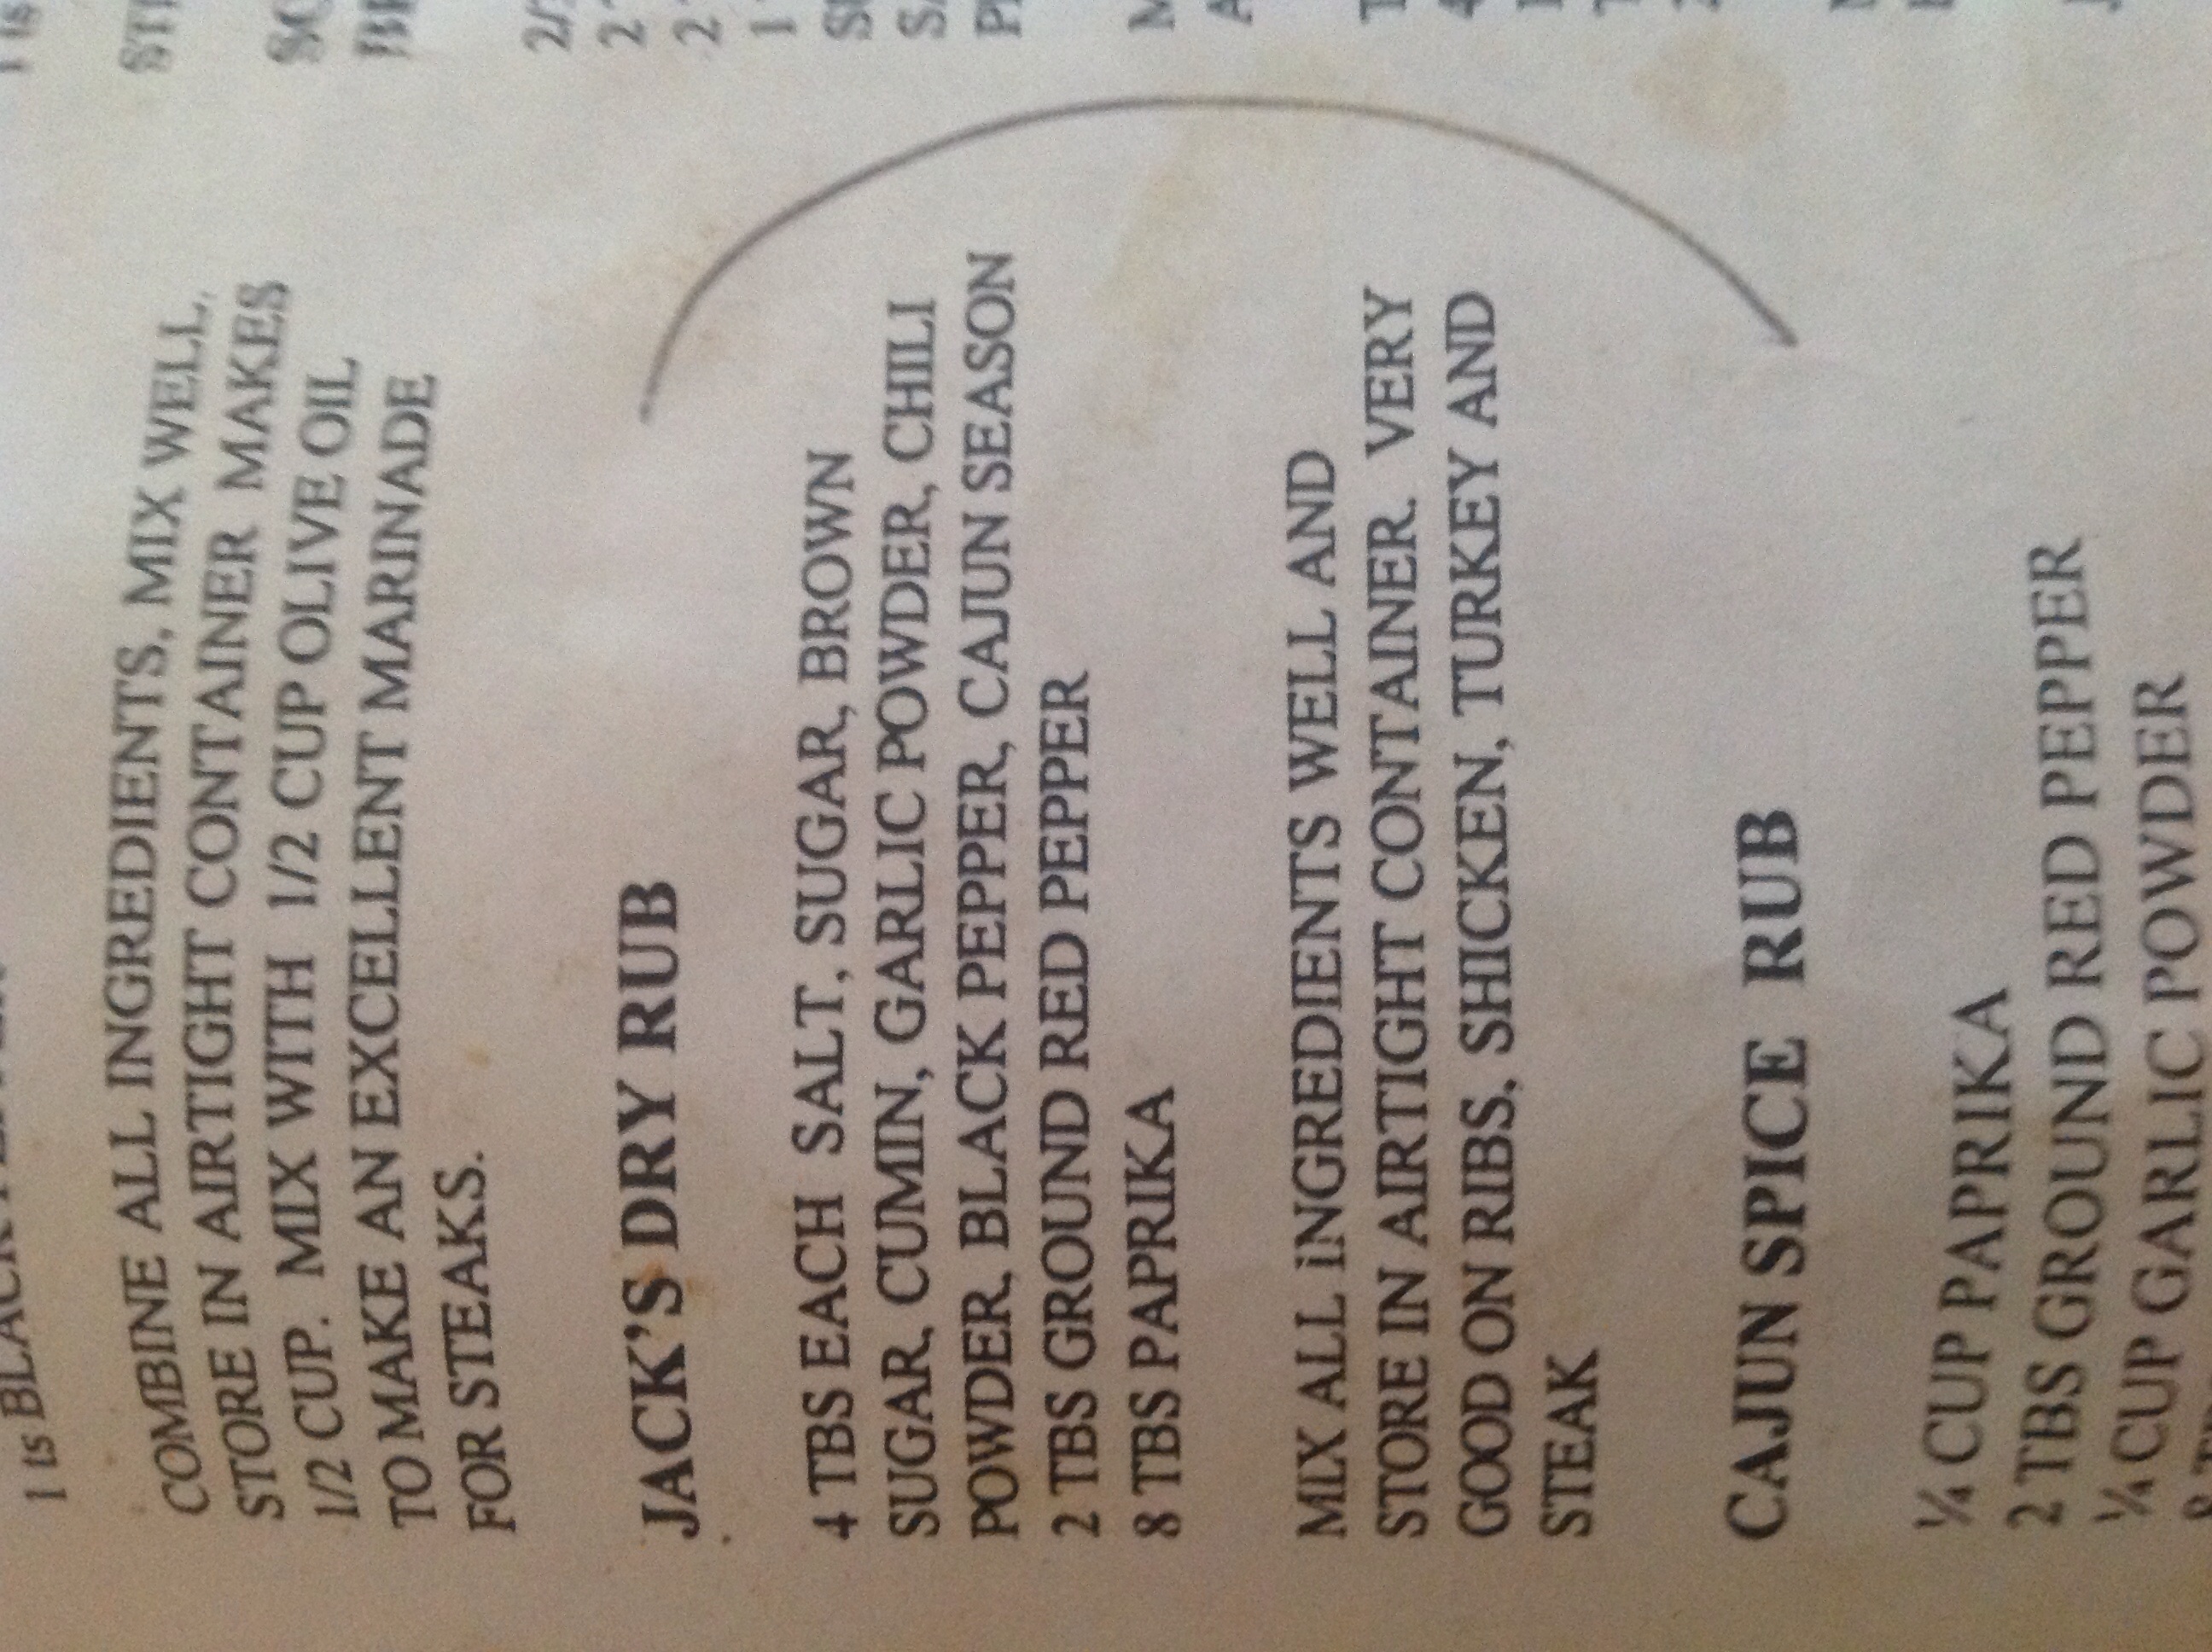 1 ts BLACK
COMBINE ALL INGREDIENTS, MIX WELL,
STORE IN AIRTIGHT CONTAINER MAKES
1/2 CUP. MIX WITH 1/2 CUP OLIVE OIL
TO MAKE AN EXCELLENT MARINADE
FOR STEAKS.
JACK'S DRY RUB
4 TBS EACH SALT, SUGAR, BROWN
SUGAR, CUMIN, GARLIC POWDER, CHILI
POWDER, BLACK PEPPER, CAJUN SEASON
2 TBS GROUND RED PEPPER
8 TBS PAPRIKA
MIX ALL iNGREDIENTS WELL AND
STORE IN AIRTIGHT CONTAINER. VERY
GOOD ON RIBS, SHICKEN, TURKEY AND
STEAK
CAJUN SPICE RUB
¼ CUP PAPRIKA
2 TBS GROUND RED PEPPER
¼ CUP GARLIC POWDER